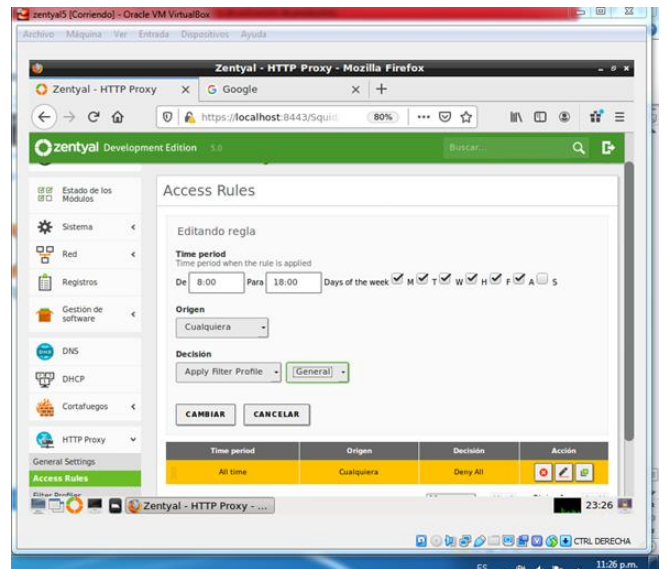 zentyal5 [Corriendo] - Oracle VM VirtualBox
Archivo Máquina Ver Entrada Dispositivos Ayuda
Zentyal - HTTP Proxy - Mozilla Firefox
Zentyal - HTTP Proxy
Google
https://localhost:8443/Squid
80%
zentyal Development Edition 5.0
Buscar...
Estado de los Módulos
Sistema
Red
Registros
Gestión de software
DNS
DHCP
Cortafuegos
HTTP Proxy
General Settings
Access Rules
Filter Profiles
Access Rules
Editando regla
Time period
Time period when the rule is applied
De 8:00 Para 18:00 Days of the week M T W H F A S
Origen
Cualquiera
Decisión
Apply Filter Profile General
CAMBIAR CANCELAR
Time period Origen Decisión Acción
All time Cualquiera Deny All
Zentyal - HTTP Proxy - ...
23:26
CTRL DERECHA
ES
11:26 p.m.